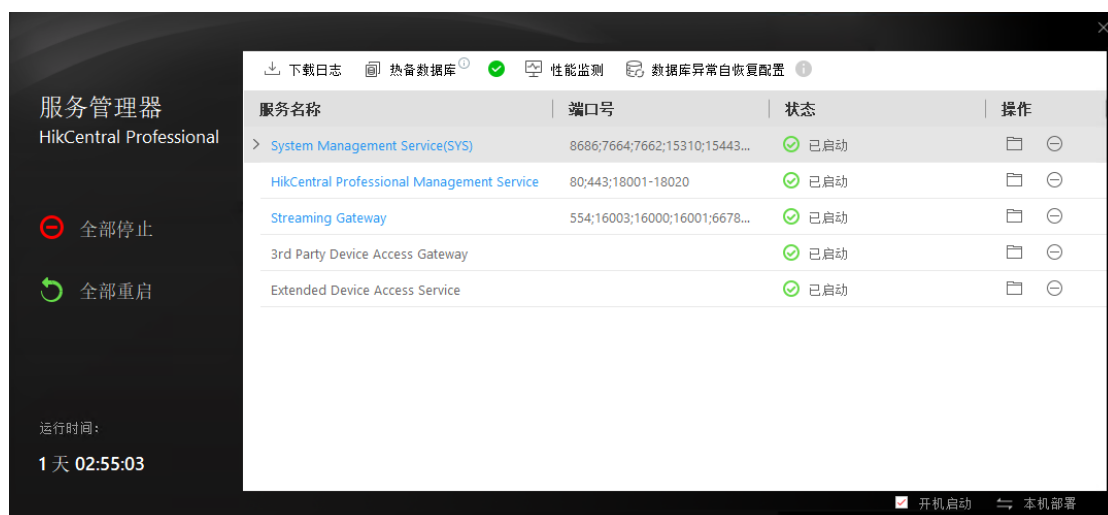 下载日志 热备数据库 性能监测 数据库异常自恢复配置
服务管理器
HikCentral Professional
服务名称 端口号 状态 操作
System Management Service(SYS) 8686;7664;7662;15310;15443... 已启动
HikCentral Professional Management Service 80;443;18001-18020 已启动
Streaming Gateway 554;16003;16000;16001;6678... 已启动
3rd Party Device Access Gateway 已启动
Extended Device Access Service 已启动
全部停止
全部重启
运行时间:
1 天 02:55:03
开机启动 本机部署